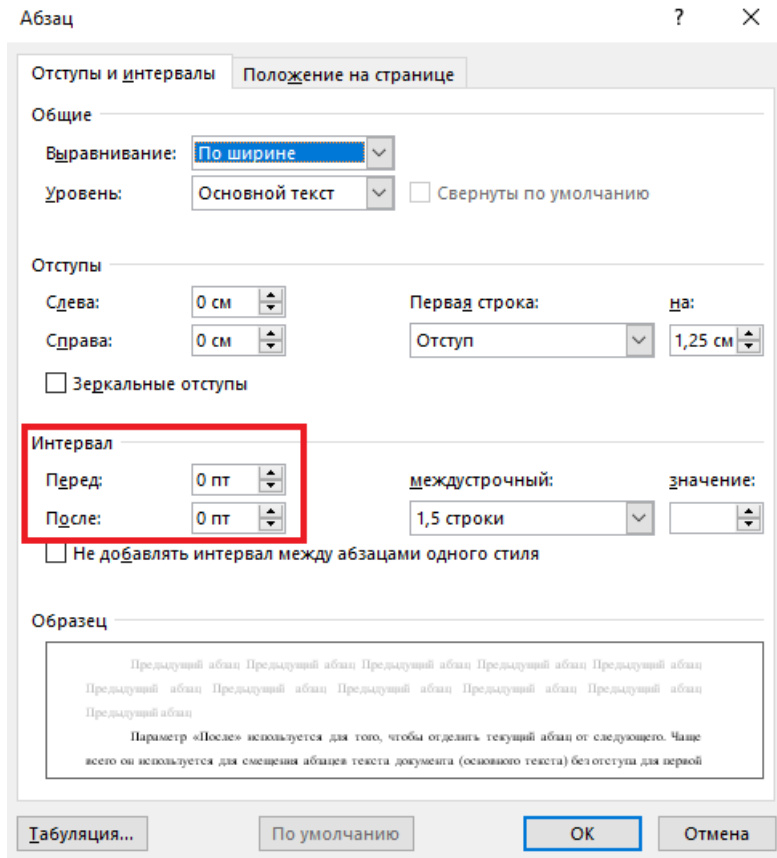 Абзац ? ×
Отступы и интервалы Положение на странице
Общие
Выравнивание: По ширине
Уровень: Основной текст Свернуты по умолчанию
Отступы
Слева: 0 см Первая строка: на:
Справа: 0 см Отступ 1,25 см
Зеркальные отступы
Интервал
Перед: 0 пт междустрочный: значение:
После: 0 пт 1,5 строки
Не добавлять интервал между абзацами одного стиля
Образец
Предыдущий абзац Предыдущий абзац Предыдущий абзац Предыдущий абзац Предыдущий абзац
Предыдущий абзац Предыдущий абзац Предыдущий абзац Предыдущий абзац Предыдущий абзац
Предыдущий абзац
Параметр «После» используется для того, чтобы отделить текущий абзац от следующего. Чаще
всего он используется для смещения абзацев текста документа (основного текста) без отступа для первой
Табуляция... По умолчанию ОК Отмена